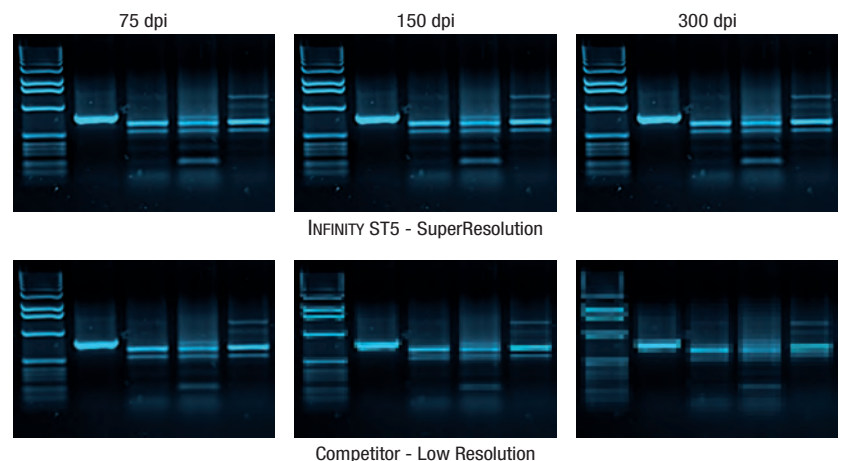 75 dpi 150 dpi 300 dpi
INFINITY ST5 - SuperResolution
Competitor - Low Resolution